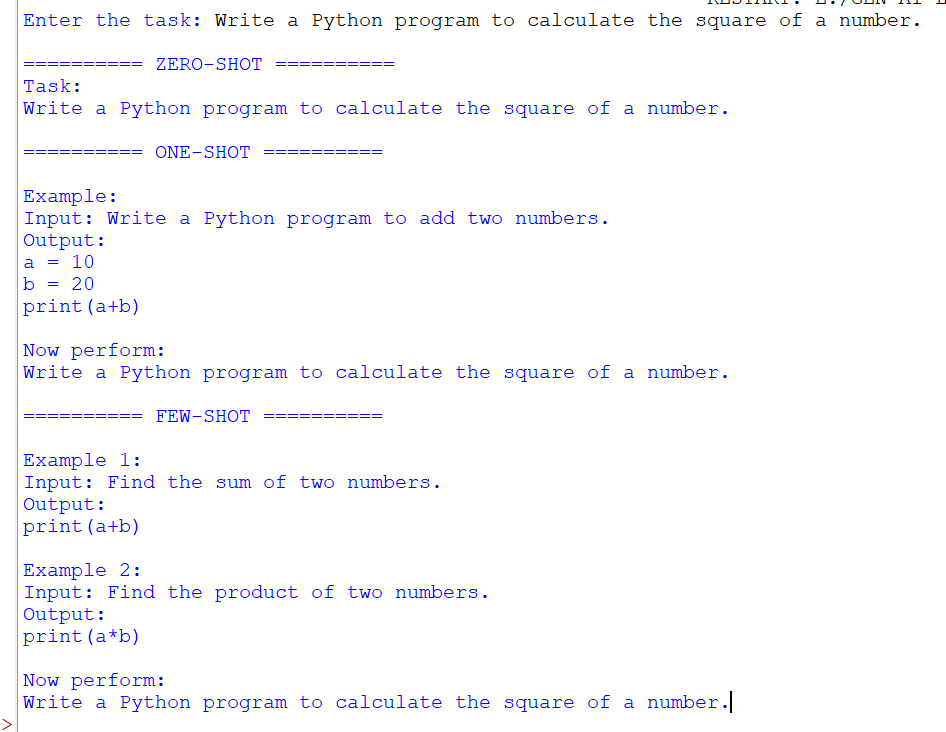 Enter the task: Write a Python program to calculate the square of a number.
========== ZERO-SHOT ==========
Task:
Write a Python program to calculate the square of a number.
========== ONE-SHOT ==========
Example:
Input: Write a Python program to add two numbers.
Output:
a = 10
b = 20
print(a+b)
Now perform:
Write a Python program to calculate the square of a number.
========== FEW-SHOT ==========
Example 1:
Input: Find the sum of two numbers.
Output:
print(a+b)
Example 2:
Input: Find the product of two numbers.
Output:
print(a*b)
Now perform:
Write a Python program to calculate the square of a number.
>